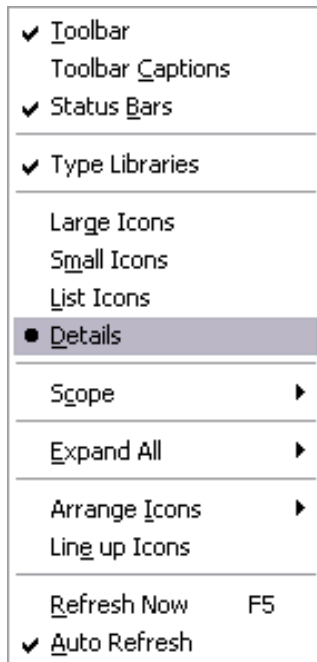 Toolbar
Toolbar Captions
Status Bars
Type Libraries
Large Icons
Small Icons
List Icons
Details
Scope
Expand All
Arrange Icons
Line up Icons
Refresh Now F5
Auto Refresh